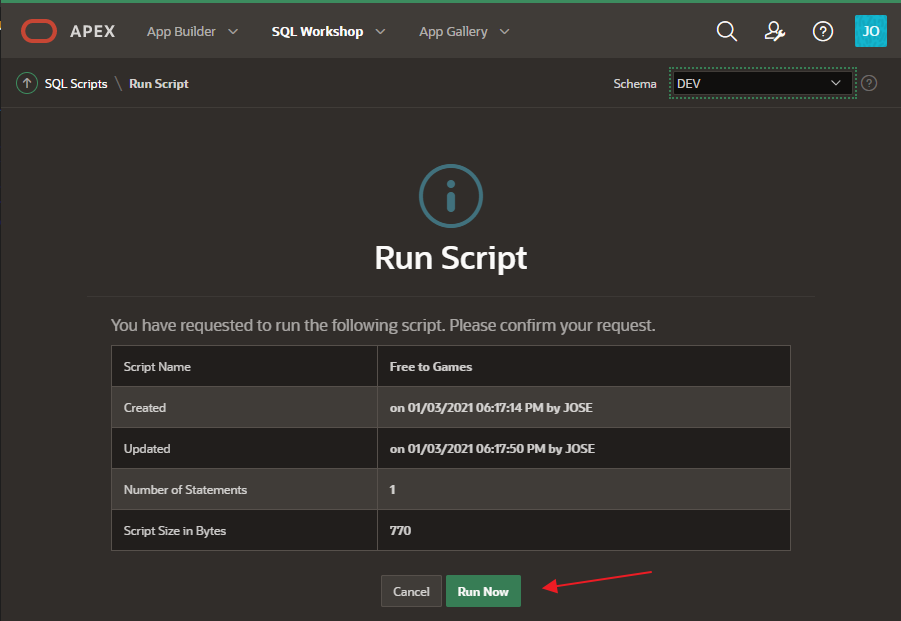 APEX App Builder SQL Workshop App Gallery ? JO
SQL Scripts \ Run Script Schema DEV ?
Run Script
You have requested to run the following script. Please confirm your request.
Script Name Free to Games
Created on 01/03/2021 06:17:14 PM by JOSE
Updated on 01/03/2021 06:17:50 PM by JOSE
Number of Statements 1
Script Size in Bytes 770
Cancel Run Now